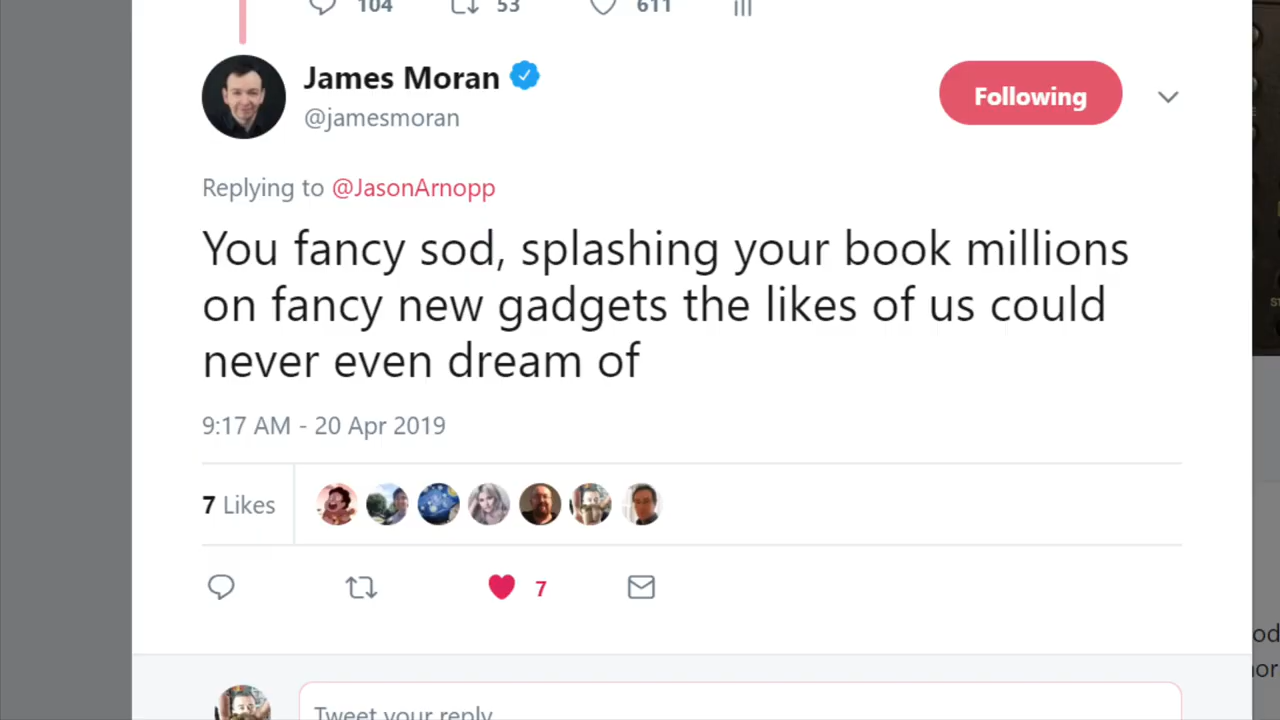 104 53 611
James Moran
@jamesmoran
Following
Replying to @JasonArnopp
You fancy sod, splashing your book millions
on fancy new gadgets the likes of us could
never even dream of
9:17 AM - 20 Apr 2019
7 Likes
7
Tweet your reply